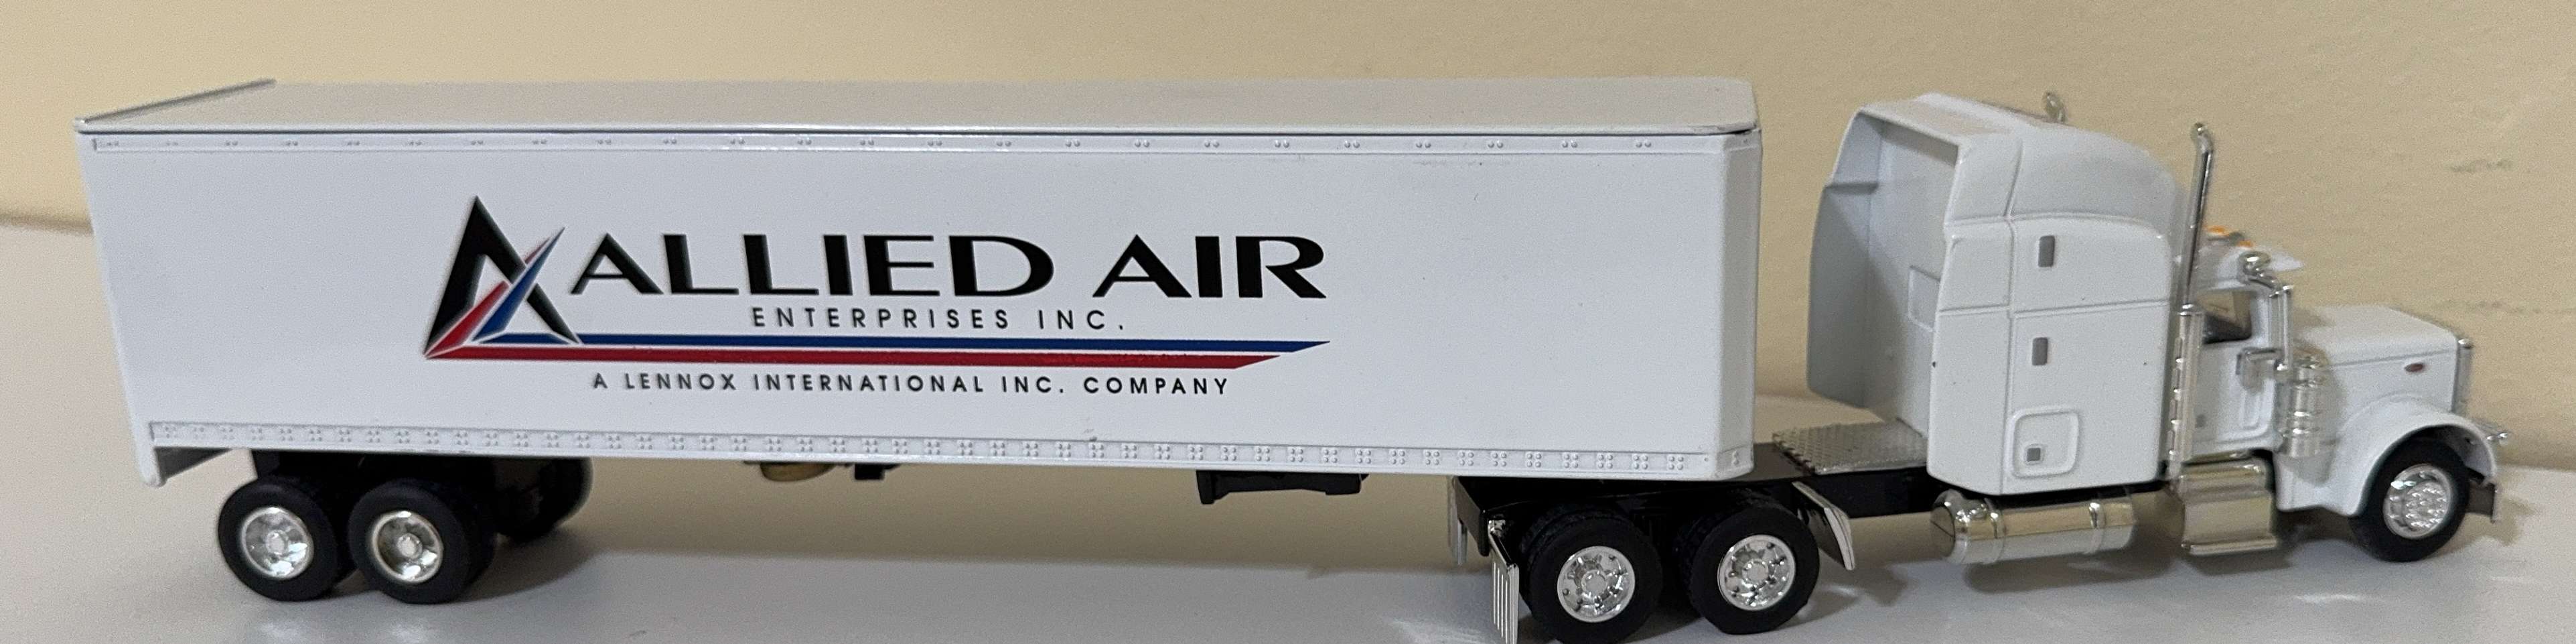 ALLIED AIR
ENTERPRISES INC.
A LENNOX INTERNATIONAL INC. COMPANY